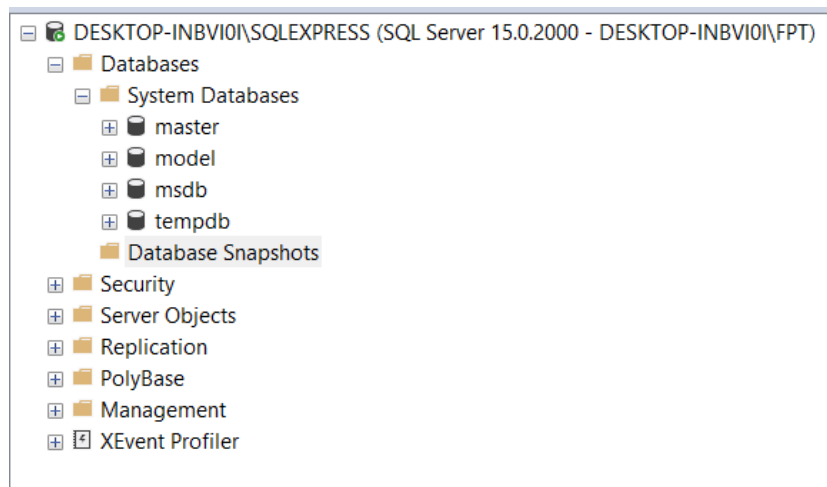 DESKTOP-INBVI0I\SQLEXPRESS (SQL Server 15.0.2000 - DESKTOP-INBVI0I\FPT)
Databases
System Databases
master
model
msdb
tempdb
Database Snapshots
Security
Server Objects
Replication
PolyBase
Management
XEvent Profiler